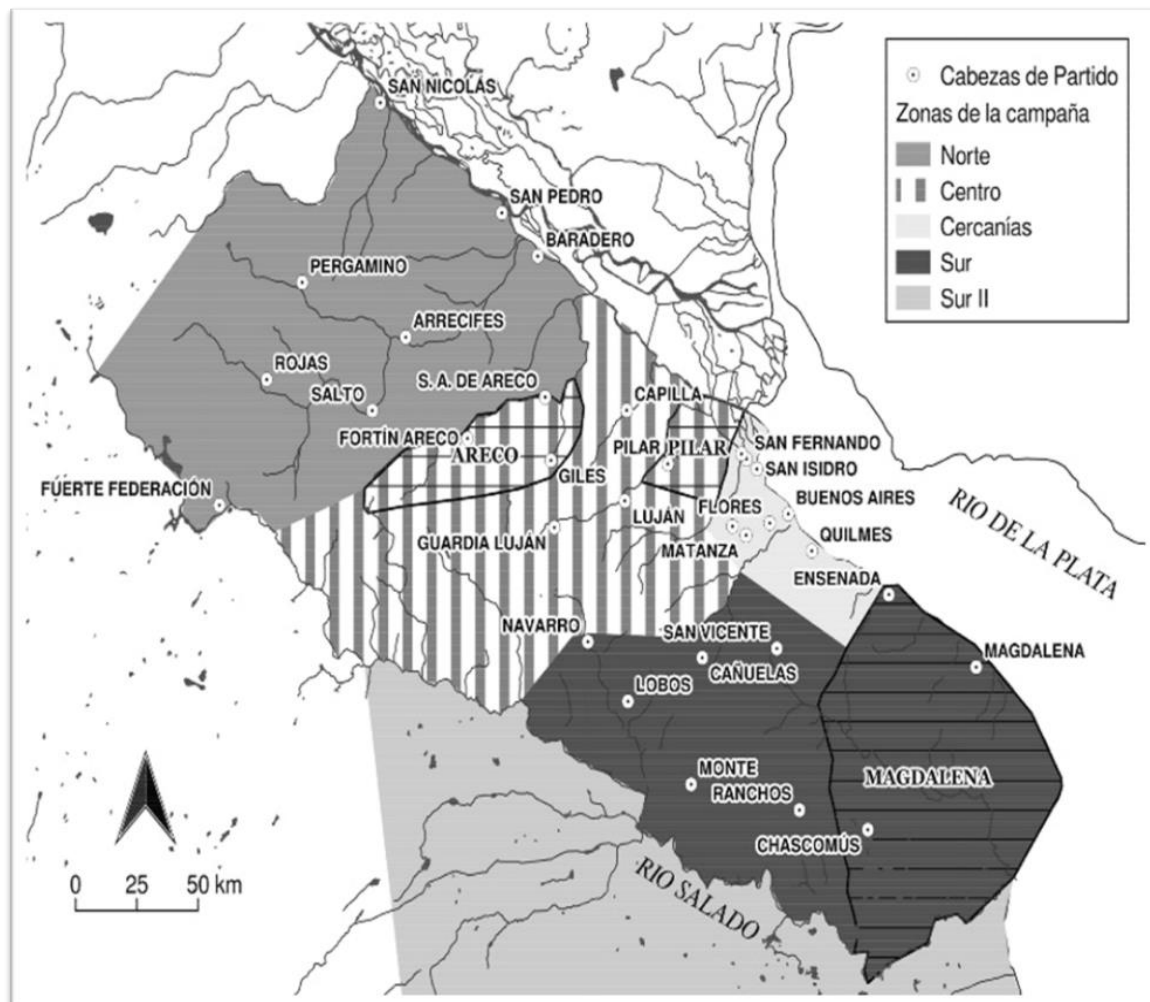 Cabezas de Partido
Zonas de la campaña
Norte
Centro
Cercanías
Sur
Sur II
SAN NICOLÁS
SAN PEDRO
BARADERO
PERGAMINO
ARRECIFES
ROJAS
S. A. DE ARECO
SALTO
CAPILLA
FORTÍN ARECO
ARECO
GILES
PILAR
PILAR
SAN FERNANDO
SAN ISIDRO
FUERTE FEDERACIÓN
FLORES
BUENOS AIRES
LUJÁN
GUARDIA LUJÁN
MATANZA
QUILMES
RIO DE LA PLATA
ENSENADA
NAVARRO
SAN VICENTE
CAÑUELAS
MAGDALENA
LOBOS
MONTE
RANCHOS
MAGDALENA
CHASCOMÚS
RIO SALADO
0 25 50 km